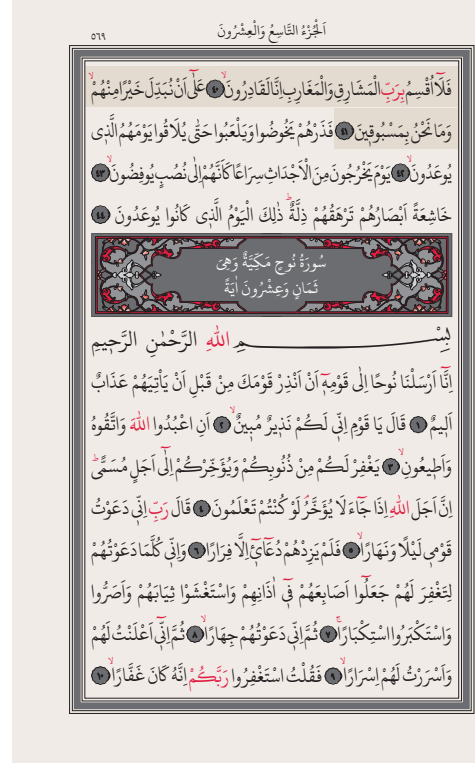 اَلْجُزْءُ التَّاسِعُ وَالْعِشْرُونَ
٥٦٩
فَلَٓا اُقْسِمُ بِرَبِّ الْمَشَارِقِ وَالْمَغَارِبِ اِنَّا لَقَادِرُونَۙ ٤٠ عَلٰٓى اَنْ نُبَدِّلَ خَيْرًا مِنْهُمْۙ
وَمَا نَحْنُ بِمَسْبُوقٖينَ ٤١ فَذَرْهُمْ يَخُوضُوا وَيَلْعَبُوا حَتّٰى يُلَاقُوا يَوْمَهُمُ الَّذٖى
يُوعَدُونَۙ ٤٢ يَوْمَ يَخْرُجُونَ مِنَ الْاَجْدَاثِ سِرَاعًا كَاَنَّهُمْ اِلٰى نُصُبٍ يُوفِضُونَۙ ٤٣
خَاشِعَةً اَبْصَارُهُمْ تَرْهَقُهُمْ ذِلَّةٌؕ ذٰلِكَ الْيَوْمُ الَّذٖى كَانُوا يُوعَدُونَ ٤٤
سُورَةُ نُوحٍ مَكِّيَّةٌ وَهِىَ
ثَمَانٍ وَعِشْرُونَ اٰيَةً
بِسْمِ اللّٰهِ الرَّحْمٰنِ الرَّحٖيمِ
اِنَّٓا اَرْسَلْنَا نُوحًا اِلٰى قَوْمِهٖٓ اَنْ اَنْذِرْ قَوْمَكَ مِنْ قَبْلِ اَنْ يَاْتِيَهُمْ عَذَابٌ
اَلٖيمٌ ١ قَالَ يَا قَوْمِ اِنّٖى لَكُمْ نَذٖيرٌ مُبٖينٌۙ ٢ اَنِ اعْبُدُوا اللّٰهَ وَاتَّقُوهُ
وَاَطٖيعُونِۙ ٣ يَغْفِرْ لَكُمْ مِنْ ذُنُوبِكُمْ وَيُؤَخِّرْكُمْ اِلٰٓى اَجَلٍ مُسَمًّىؕ
اِنَّ اَجَلَ اللّٰهِ اِذَا جَٓاءَ لَا يُؤَخَّرُۘ لَوْ كُنْتُمْ تَعْلَمُونَ ٤ قَالَ رَبِّ اِنّٖى دَعَوْتُ
قَوْمٖى لَيْلًا وَنَهَارًاۙ ٥ فَلَمْ يَزِدْهُمْ دُعَٓائٖٓى اِلَّا فِرَارًا ٦ وَاِنّٖى كُلَّمَا دَعَوْتُهُمْ
لِتَغْفِرَ لَهُمْ جَعَلُٓوا اَصَابِعَهُمْ فٖٓى اٰذَانِهِمْ وَاسْتَغْشَوْا ثِيَابَهُمْ وَاَصَرُّوا
وَاسْتَكْبَرُوا اسْتِكْبَارًاۚ ٧ ثُمَّ اِنّٖى دَعَوْتُهُمْ جِهَارًاۙ ٨ ثُمَّ اِنّٖٓى اَعْلَنْتُ لَهُمْ
وَاَسْرَرْتُ لَهُمْ اِسْرَارًاۙ ٩ فَقُلْتُ اسْتَغْفِرُوا رَبَّكُمْ اِنَّهُ كَانَ غَفَّارًاۙ ١٠